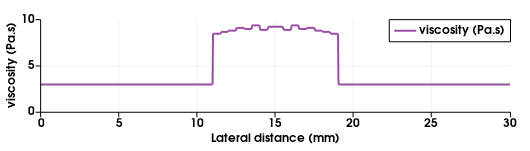 10
viscosity (Pa.s)
5
0
viscosity (Pa.s)
0 5 10 15 20 25 30
Lateral distance (mm)